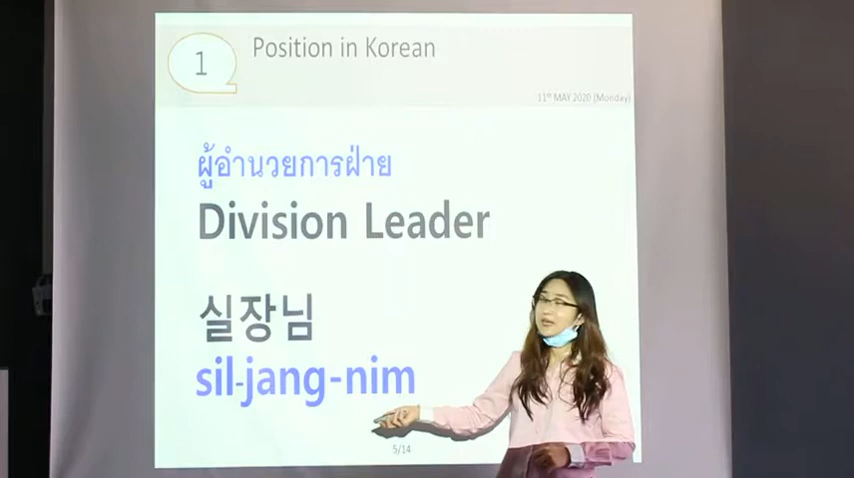 1
Position in Korean
11th MAY 2020 (Monday)
ผู้อำนวยการฝ่าย
Division Leader
실장님
sil-jang-nim
5/14